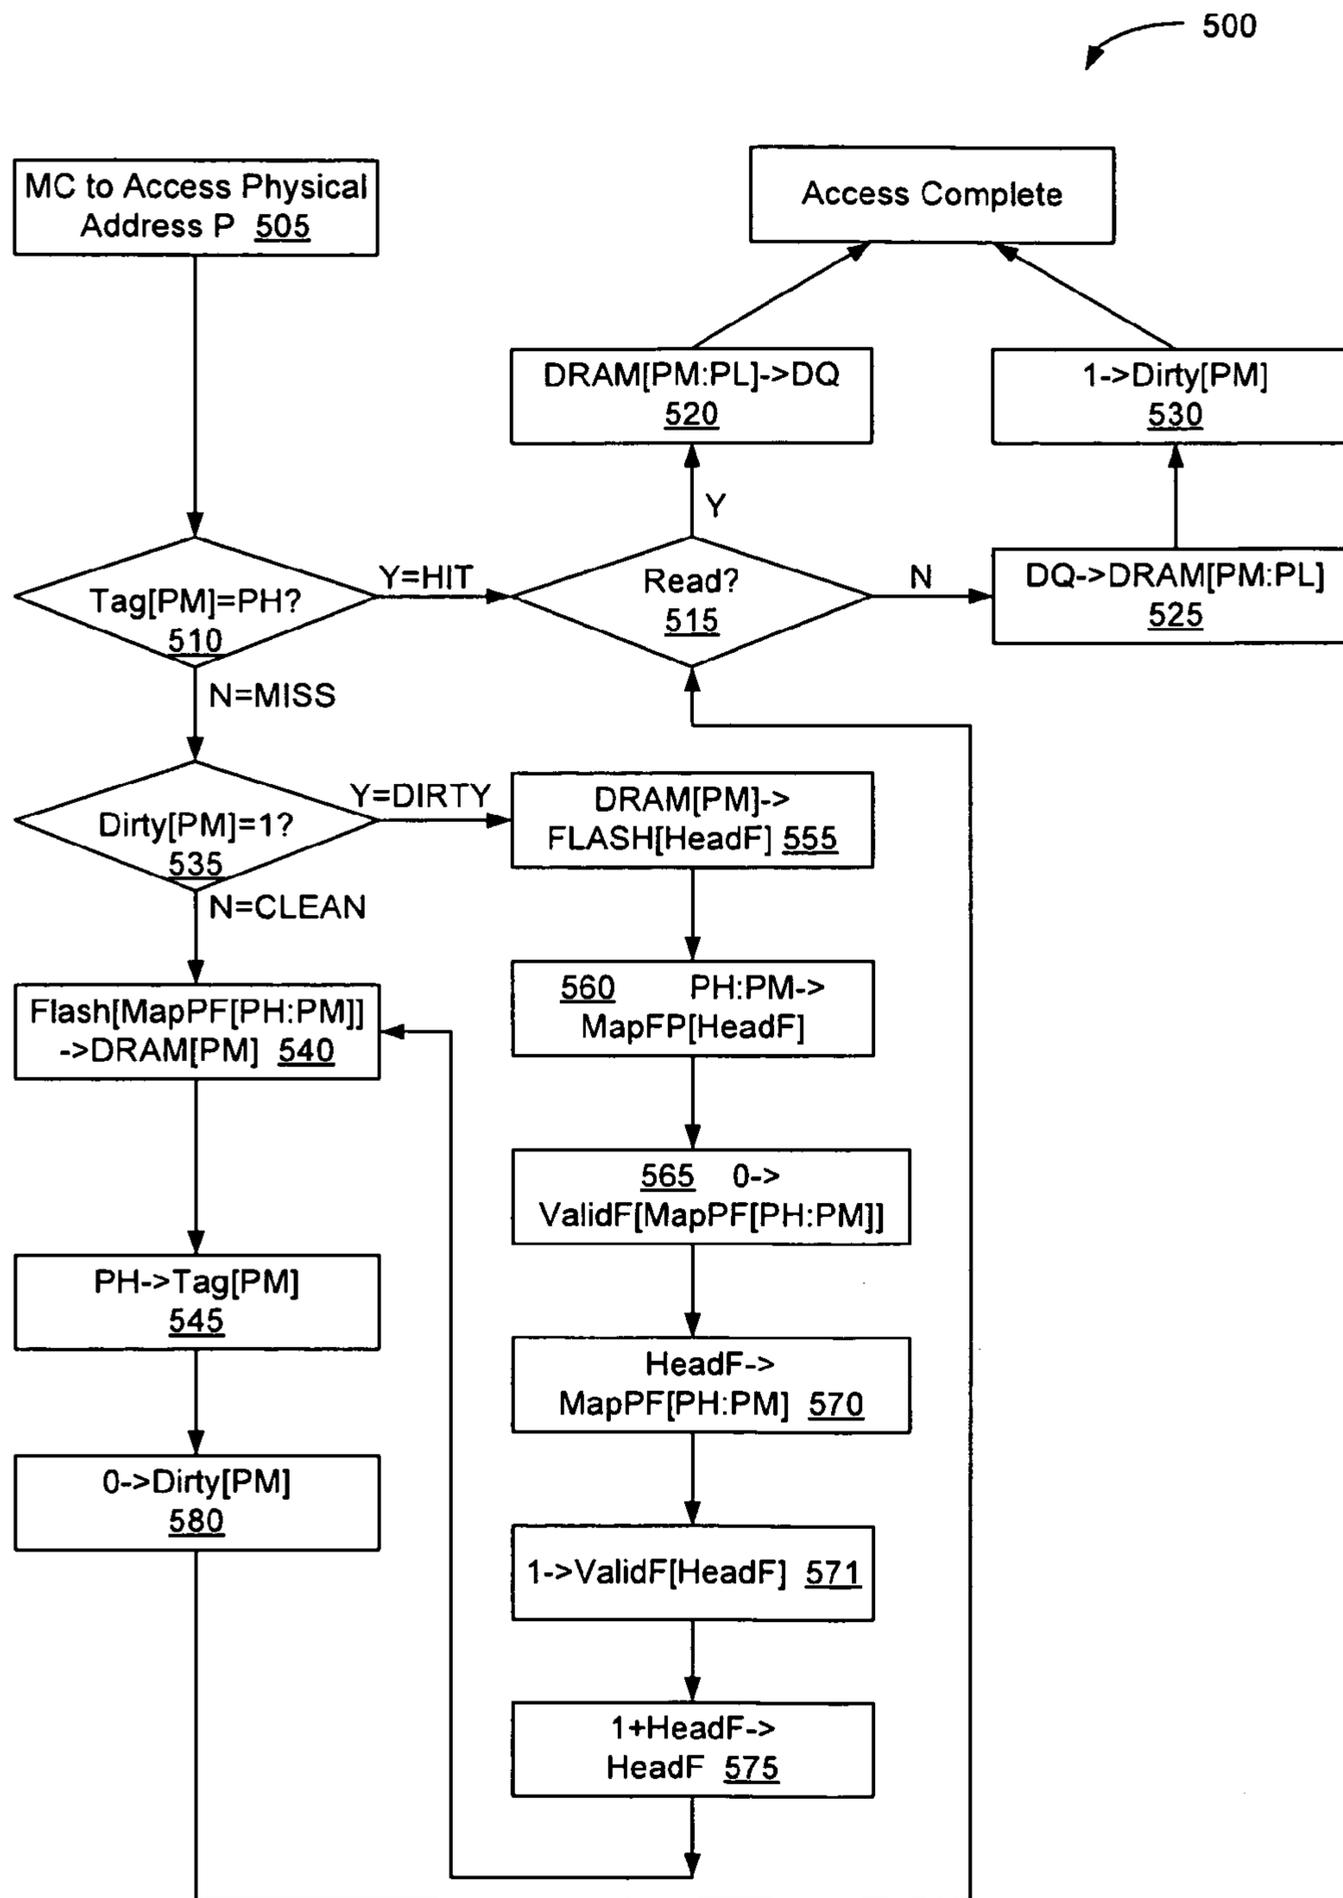 500
MC to Access Physical
Address P 505
Access Complete
DRAM[PM:PL]->DQ
520
1->Dirty[PM]
530
Y
Tag[PM]=PH?
510
Y=HIT
Read?
515
N
DQ->DRAM[PM:PL]
525
N=MISS
Dirty[PM]=1?
535
Y=DIRTY
DRAM[PM]->
FLASH[HeadF] 555
N=CLEAN
Flash[MapPF[PH:PM]]
->DRAM[PM] 540
560 PH:PM->
MapFP[HeadF]
565 0->
ValidF[MapPF[PH:PM]]
PH->Tag[PM]
545
HeadF->
MapPF[PH:PM] 570
0->Dirty[PM]
580
1->ValidF[HeadF] 571
1+HeadF->
HeadF 575